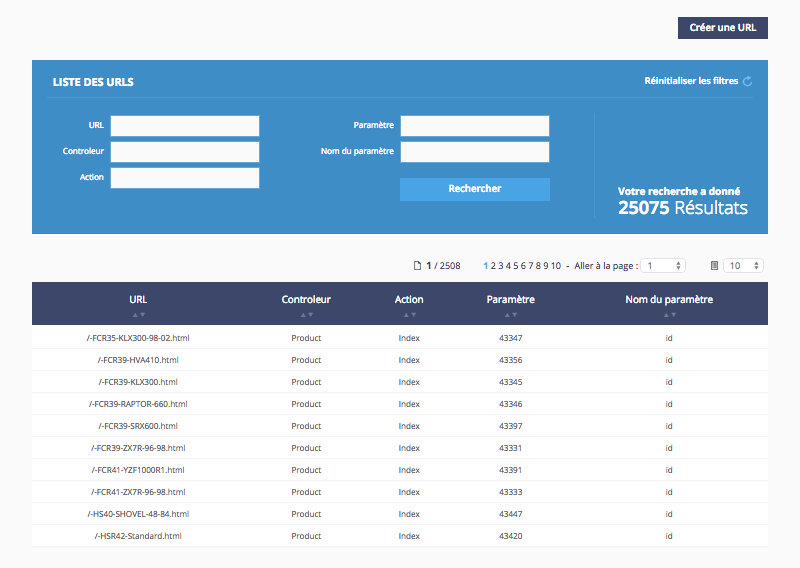 Créer une URL
LISTE DES URLS
Réinitialiser les filtres
URL
Paramètre
Controleur
Nom du paramètre
Action
Rechercher
Votre recherche a donné
25075 Résultats
1 / 2508 1 2 3 4 5 6 7 8 9 10 - Aller à la page : 1 10
URL Controleur Action Paramètre Nom du paramètre
/-FCR35-KLX300-98-02.html Product Index 43347 id
/-FCR39-HVA410.html Product Index 43356 id
/-FCR39-KLX300.html Product Index 43345 id
/-FCR39-RAPTOR-660.html Product Index 43346 id
/-FCR39-SRX600.html Product Index 43397 id
/-FCR39-ZX7R-96-98.html Product Index 43331 id
/-FCR41-YZF1000R1.html Product Index 43391 id
/-FCR41-ZX7R-96-98.html Product Index 43333 id
/-HS40-SHOVEL-48-84.html Product Index 43447 id
/-HSR42-Standard.html Product Index 43420 id